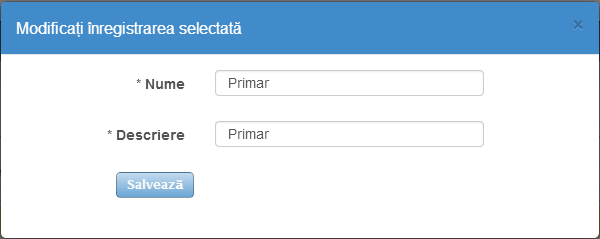 Modificați înregistrarea selectată ×
* Nume Primar
* Descriere Primar
Salvează